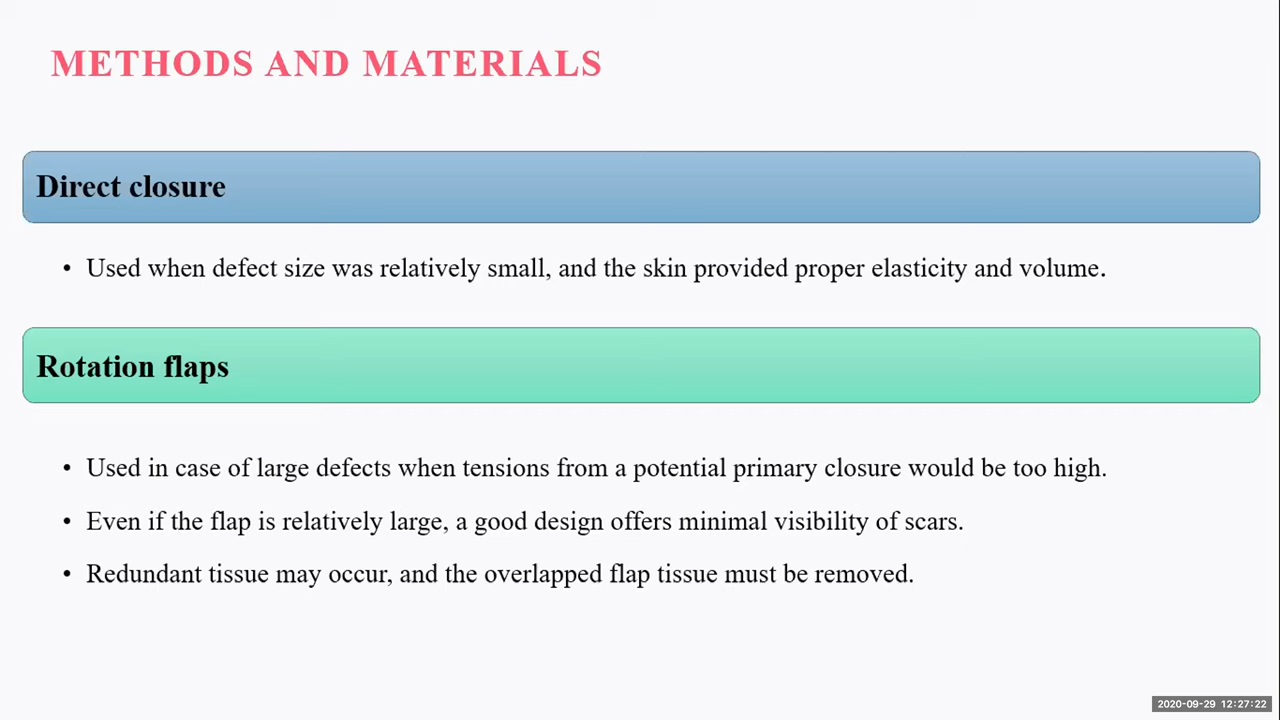 METHODS AND MATERIALS
Direct closure
• Used when defect size was relatively small, and the skin provided proper elasticity and volume.
Rotation flaps
• Used in case of large defects when tensions from a potential primary closure would be too high.
• Even if the flap is relatively large, a good design offers minimal visibility of scars.
• Redundant tissue may occur, and the overlapped flap tissue must be removed.
2020-09-29 12:27:22